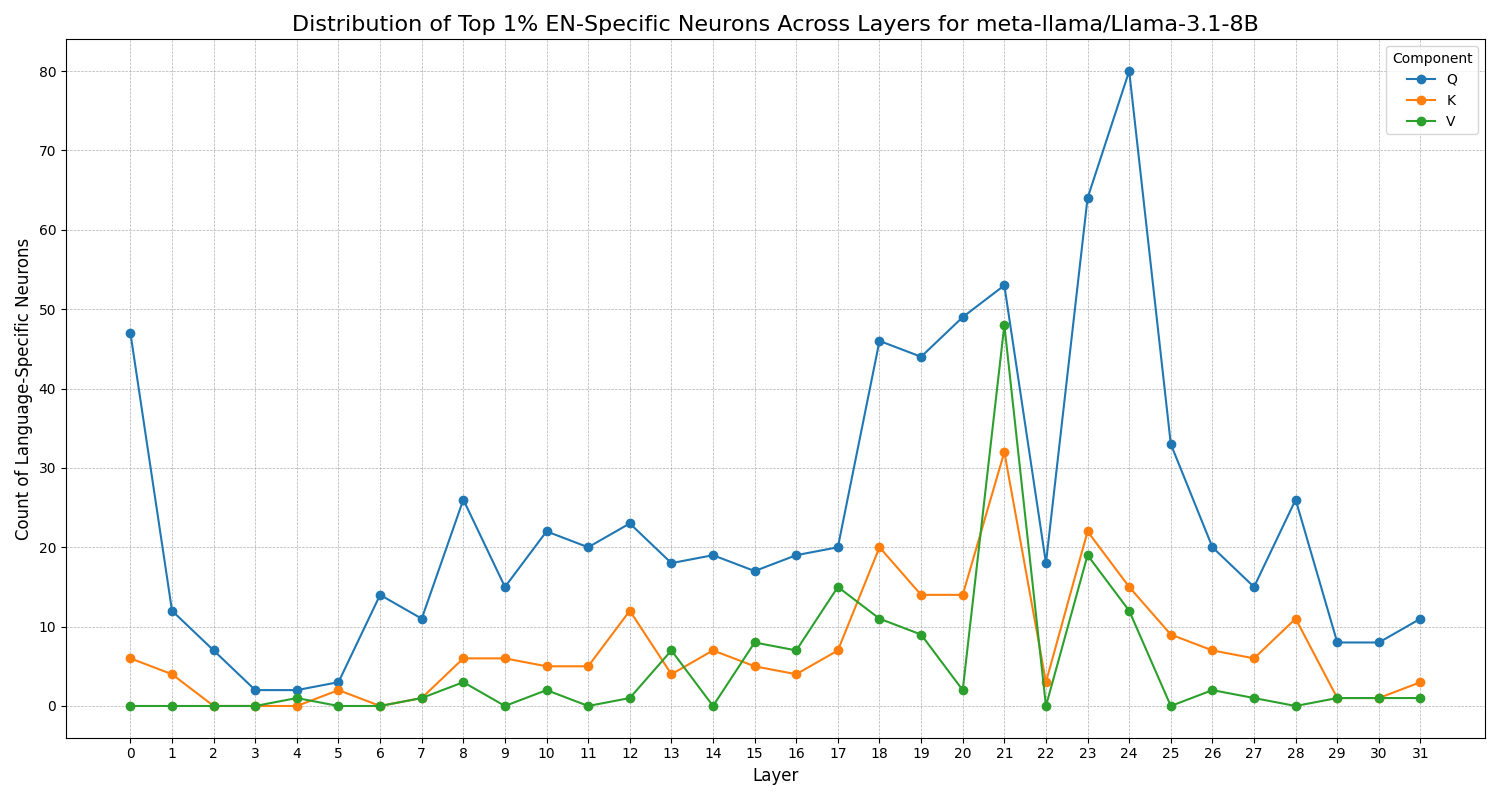 Distribution of Top 1% EN-Specific Neurons Across Layers for meta-llama/Llama-3.1-8B
Component
Q
K
V
Count of Language-Specific Neurons
80
70
60
50
40
30
20
10
0
0 1 2 3 4 5 6 7 8 9 10 11 12 13 14 15 16 17 18 19 20 21 22 23 24 25 26 27 28 29 30 31
Layer